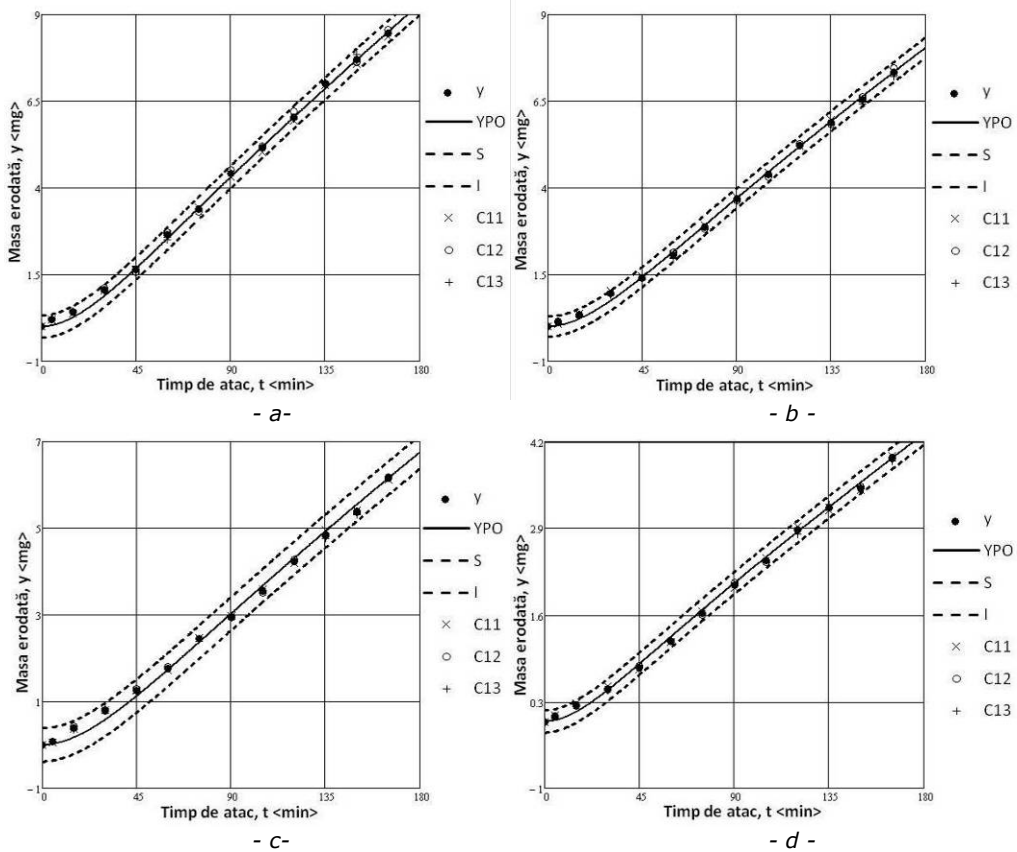 9
6.5
4
1.5
−1
0
45
90
135
180
Masa erodată, y <mg>
Timp de atac, t <min>
y
YPO
S
I
C11
C12
C13
- a-
9
6.5
4
1.5
−1
0
45
90
135
180
Masa erodată, y <mg>
Timp de atac, t <min>
y
YPO
S
I
C11
C12
C13
- b -
7
5
3
1
−1
0
45
90
135
180
Masa erodată, y <mg>
Timp de atac, t <min>
y
YPO
S
I
C11
C12
C13
- c-
4.2
2.9
1.6
0.3
−1
0
45
90
135
180
Masa erodată, y <mg>
Timp de atac, t <min>
y
YPO
S
I
C11
C12
C13
- d -